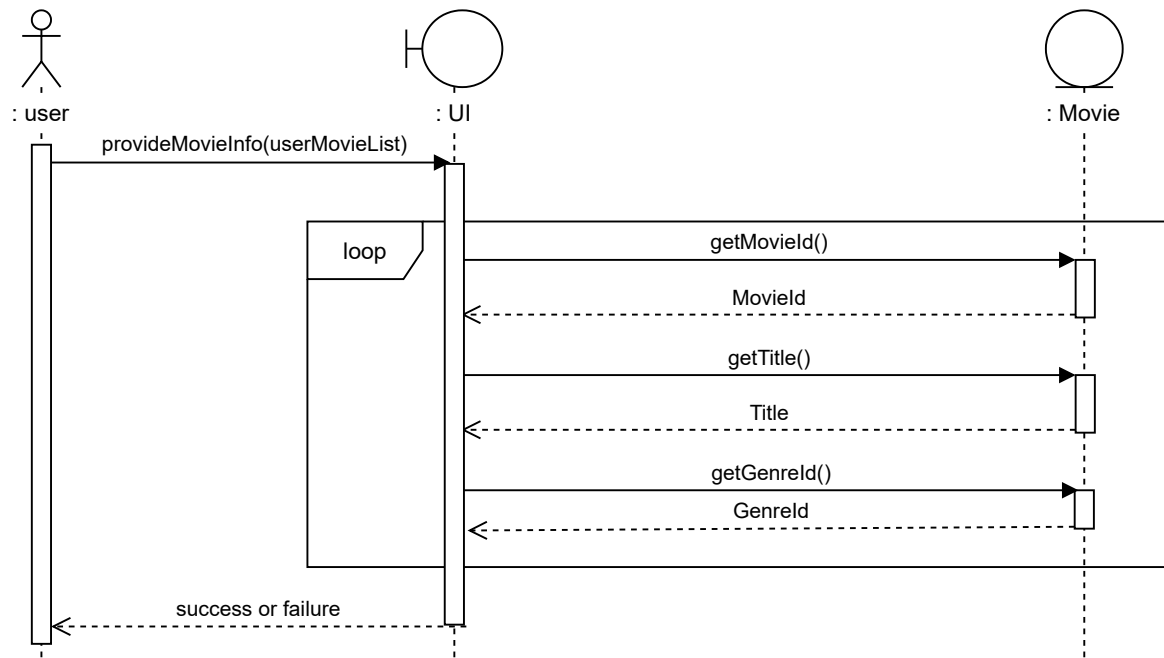 : user
: UI
: Movie
provideMovieInfo(userMovieList)
loop
getMovieId()
MovieId
getTitle()
Title
getGenreId()
GenreId
success or failure